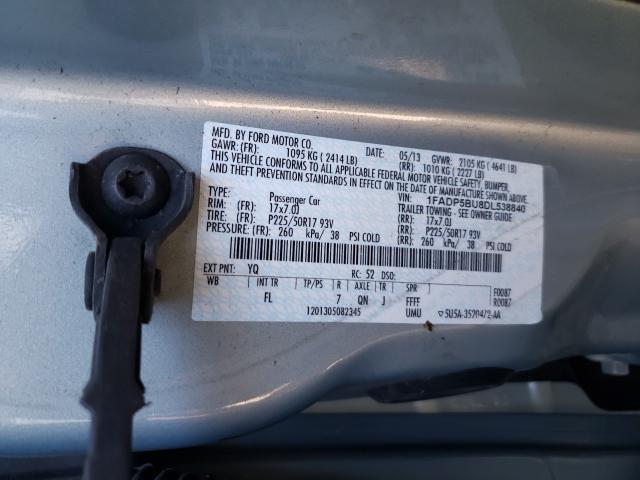 MFD. BY FORD MOTOR CO.
DATE: 05/13 GVWR: 2105 KG ( 4641 LB)
GAWR: (FR): 1095 KG ( 2414 LB) (RR): 1010 KG ( 2227 LB)
THIS VEHICLE CONFORMS TO ALL APPLICABLE FEDERAL MOTOR VEHICLE SAFETY, BUMPER,
AND THEFT PREVENTION STANDARDS IN EFFECT ON THE DATE OF MANUFACTURE SHOWN ABOVE.
VIN: 1FADP5BU8DL538840
TYPE: Passenger Car TRAILER TOWING - SEE OWNER GUIDE
RIM: (FR): 17x7.0J (RR): 17x7.0J
TIRE: (FR): P225/50R17 93V (RR): P225/50R17 93V
PRESSURE: (FR): 260 kPa/ 38 PSI COLD (RR): 260 kPa/ 38 PSI COLD
EXT PNT: YQ RC: 52 DSO:
WB INT TR TP/PS R AXLE TR SPR F0087
FL 7 QN J FFFF R0087
1201305082345 UMU ▽5U5A-3520472-AA